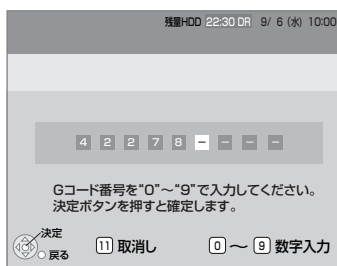 残量HDD 22:30 DR 9/ 6 (水) 10:00
4 2 2 7 8 – – – –
Gコード番号を“0”～“9”で入力してください。
決定ボタンを押すと確定します。
決定
戻る
11 取消し 0 ～ 9 数字入力